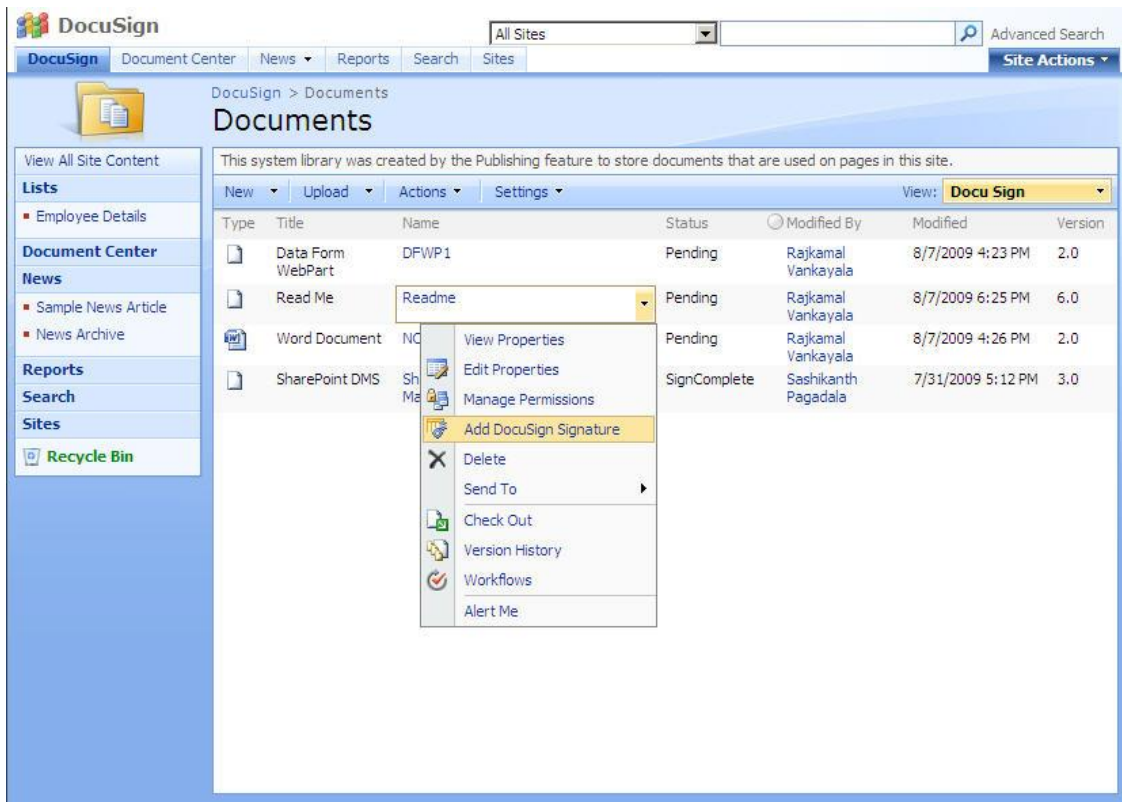 DocuSign
All Sites
Advanced Search
DocuSign Document Center News Reports Search Sites
Site Actions
DocuSign > Documents
Documents
View All Site Content
Lists
Employee Details
Document Center
News
Sample News Article
News Archive
Reports
Search
Sites
Recycle Bin
This system library was created by the Publishing feature to store documents that are used on pages in this site.
New Upload Actions Settings View: Docu Sign
Type Title Name Status Modified By Modified Version
Data Form DFWP1 Pending Rajkamal 8/7/2009 4:23 PM 2.0
WebPart Vankayala
Read Me Readme Pending Rajkamal 8/7/2009 6:25 PM 6.0
Vankayala
Word Document NC Pending Rajkamal 8/7/2009 4:26 PM 2.0
Vankayala
SharePoint DMS Sh SignComplete Sashikanth 7/31/2009 5:12 PM 3.0
Ma Pagadala
View Properties
Edit Properties
Manage Permissions
Add DocuSign Signature
Delete
Send To
Check Out
Version History
Workflows
Alert Me